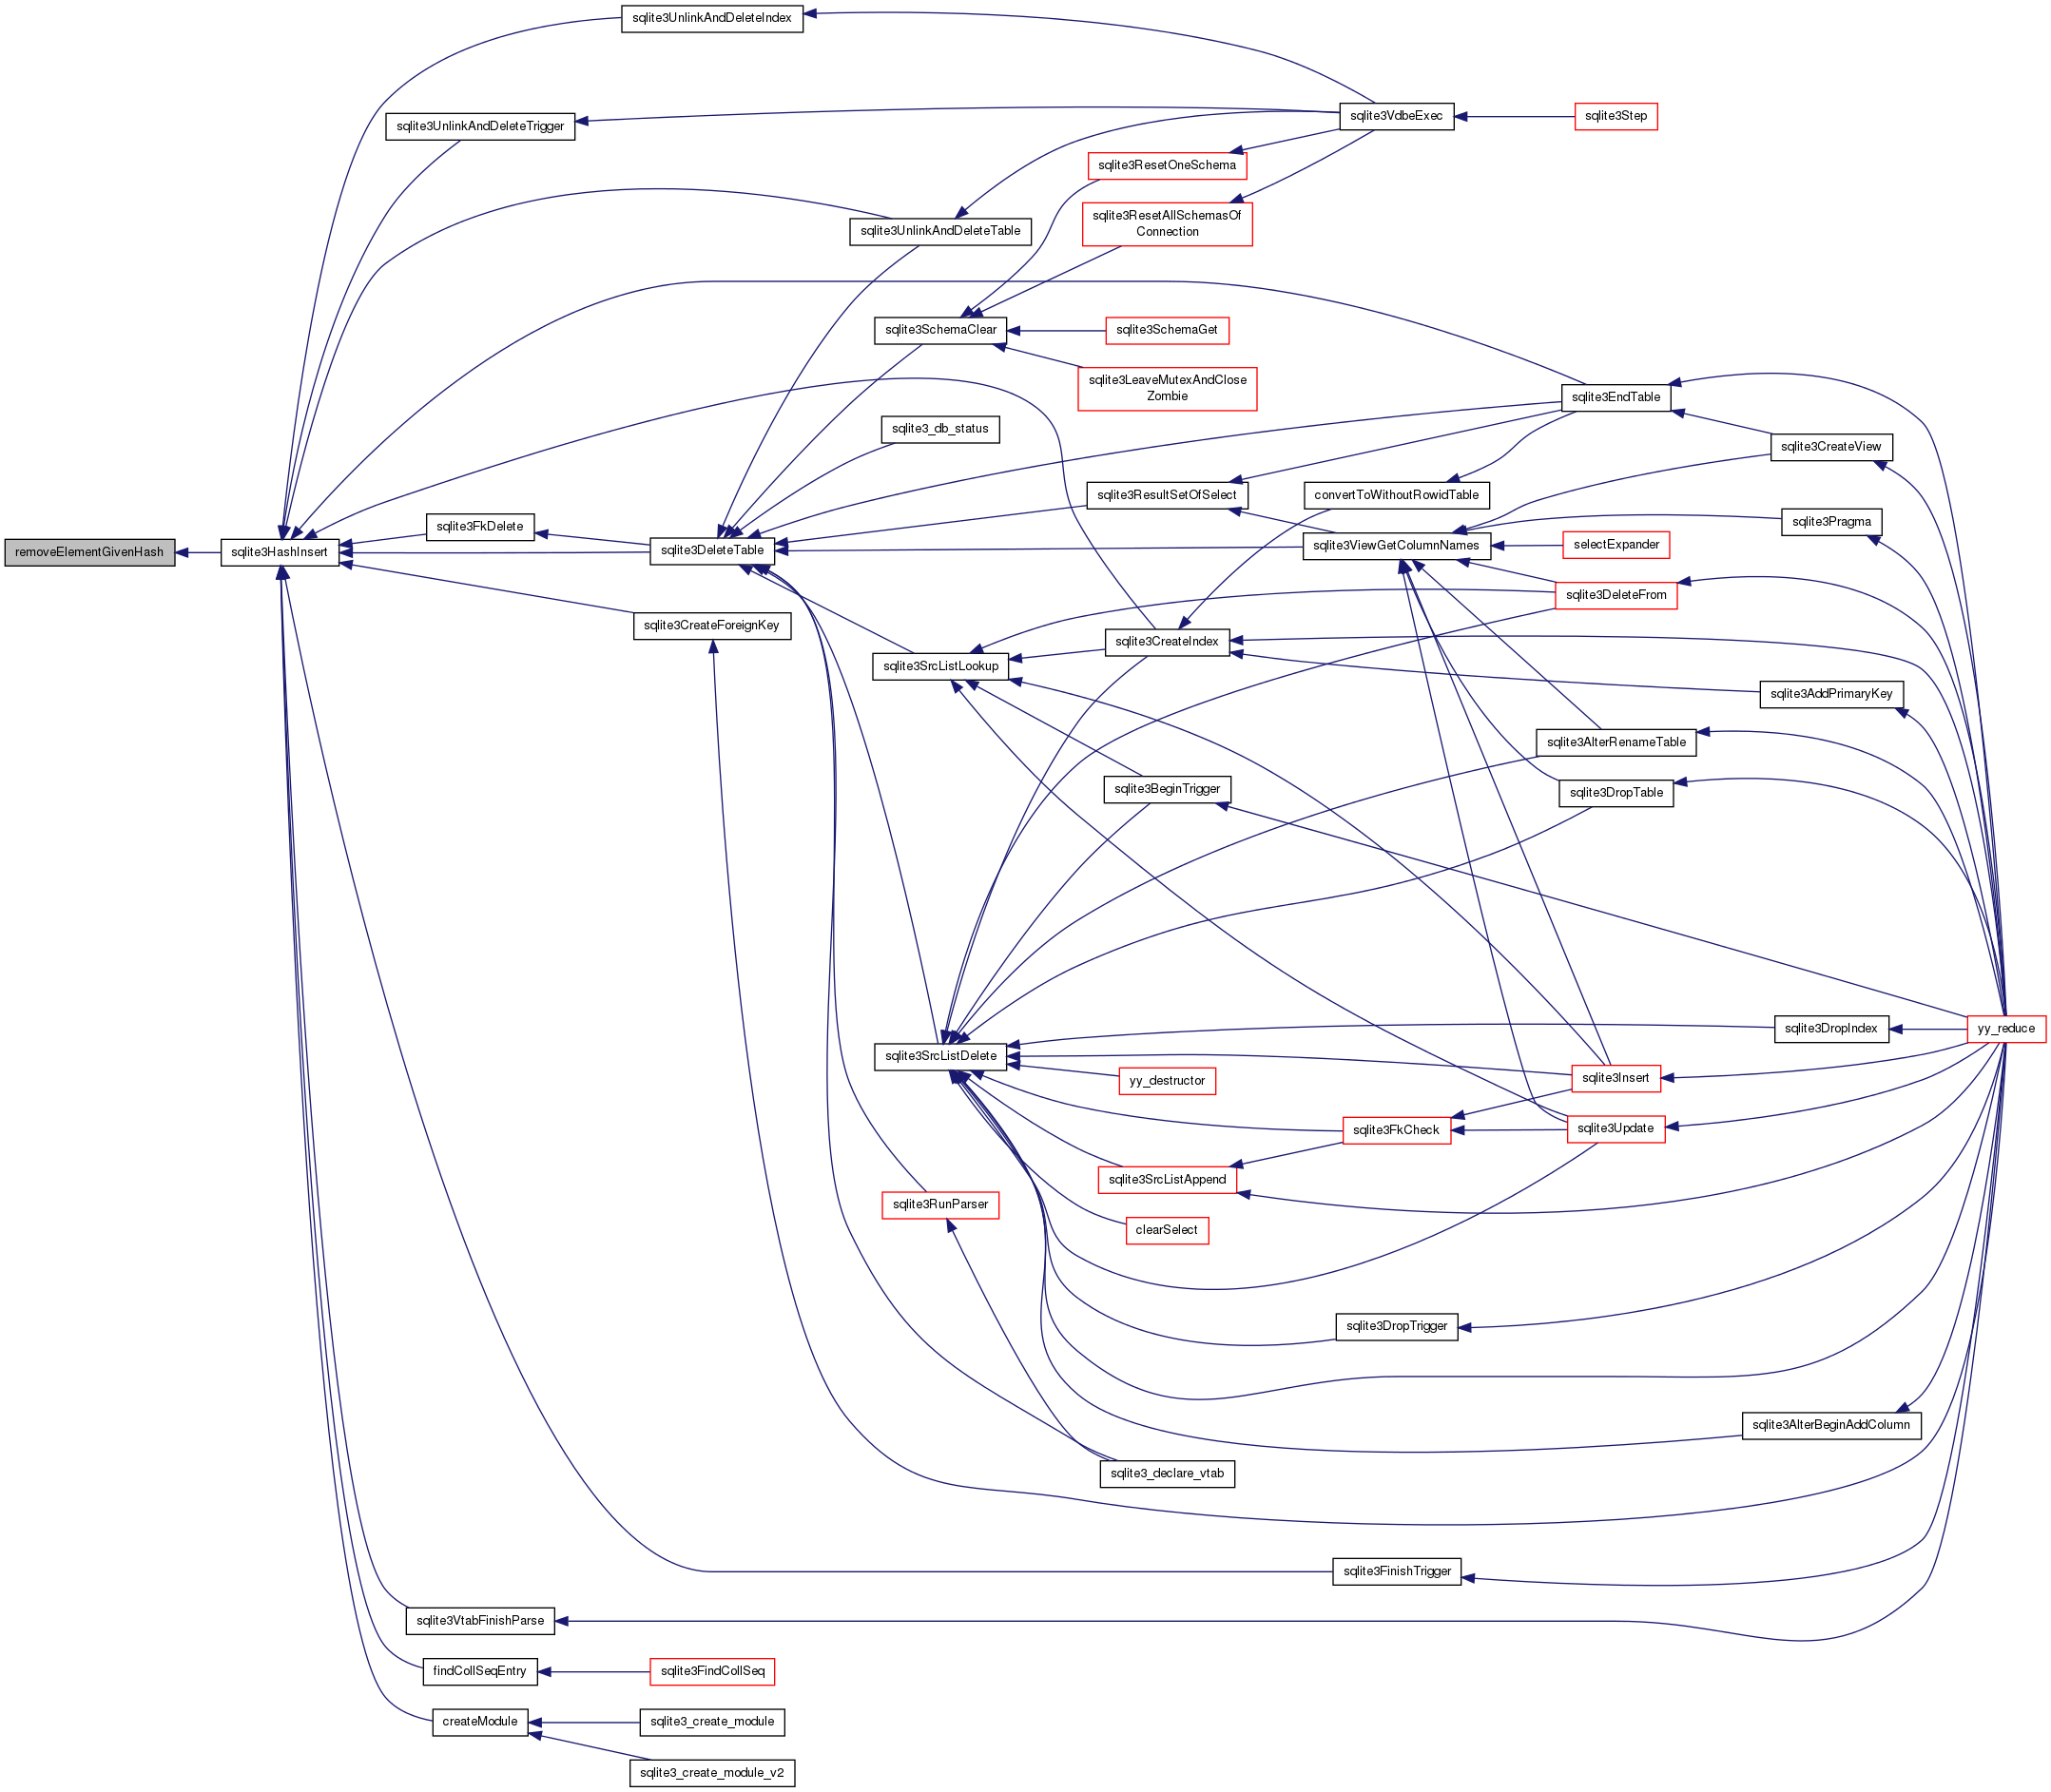 sqlite3UnlinkAndDeleteIndex
sqlite3UnlinkAndDeleteTrigger
sqlite3VdbeExec
sqlite3Step
sqlite3ResetOneSchema
sqlite3ResetAllSchemasOf
Connection
sqlite3UnlinkAndDeleteTable
sqlite3SchemaClear
sqlite3SchemaGet
sqlite3LeaveMutexAndClose
Zombie
sqlite3EndTable
sqlite3_db_status
sqlite3CreateView
sqlite3ResultSetOfSelect
convertToWithoutRowidTable
sqlite3FkDelete
sqlite3Pragma
removeElementGivenHash
sqlite3HashInsert
sqlite3DeleteTable
sqlite3ViewGetColumnNames
selectExpander
sqlite3DeleteFrom
sqlite3CreateForeignKey
sqlite3CreateIndex
sqlite3SrcListLookup
sqlite3AddPrimaryKey
sqlite3AlterRenameTable
sqlite3BeginTrigger
sqlite3DropTable
sqlite3DropIndex
yy_reduce
sqlite3SrcListDelete
yy_destructor
sqlite3Insert
sqlite3FkCheck
sqlite3Update
sqlite3SrcListAppend
sqlite3RunParser
clearSelect
sqlite3DropTrigger
sqlite3AlterBeginAddColumn
sqlite3_declare_vtab
sqlite3FinishTrigger
sqlite3VtabFinishParse
findCollSeqEntry
sqlite3FindCollSeq
createModule
sqlite3_create_module
sqlite3_create_module_v2